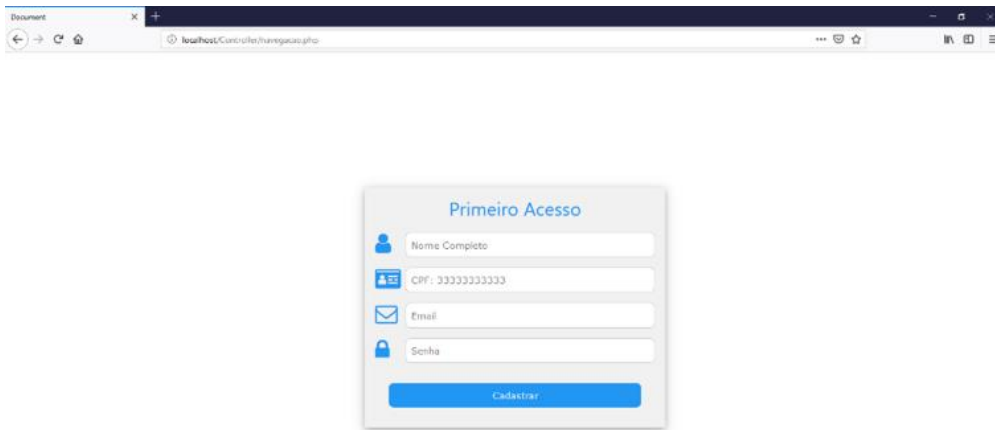 Document
localhost/Controller/navegacao.php
Primeiro Acesso
Nome Completo
CPF: 33333333333
Email
Senha
Cadastrar